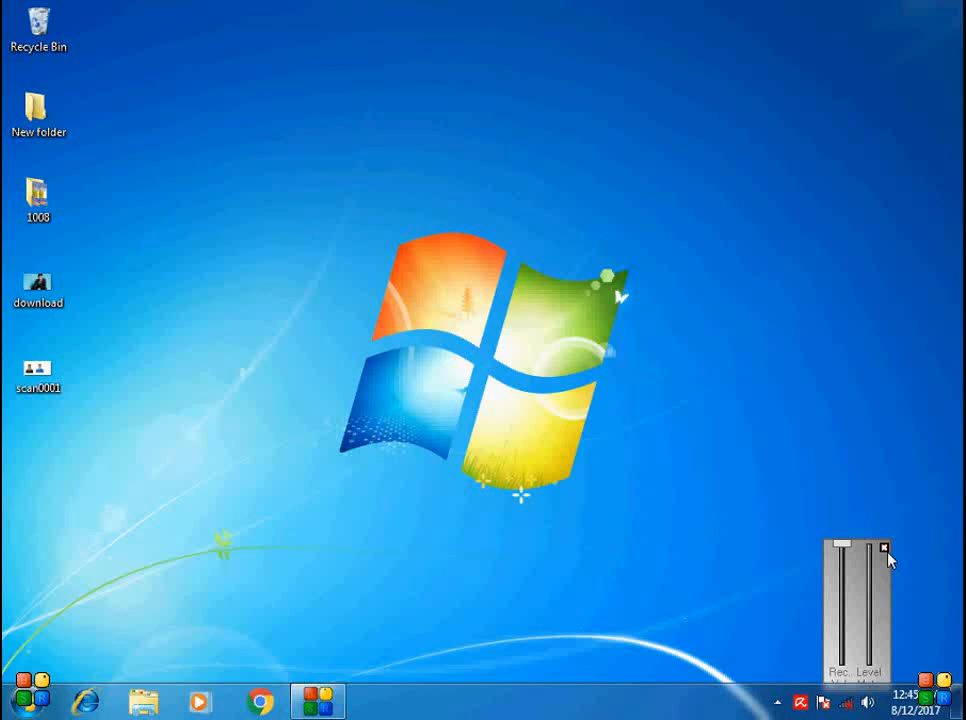 Recycle Bin
New folder
1008
download
scan0001
Rec. Level
B
S R
B
S R
B
S R
12:45
8/12/2017